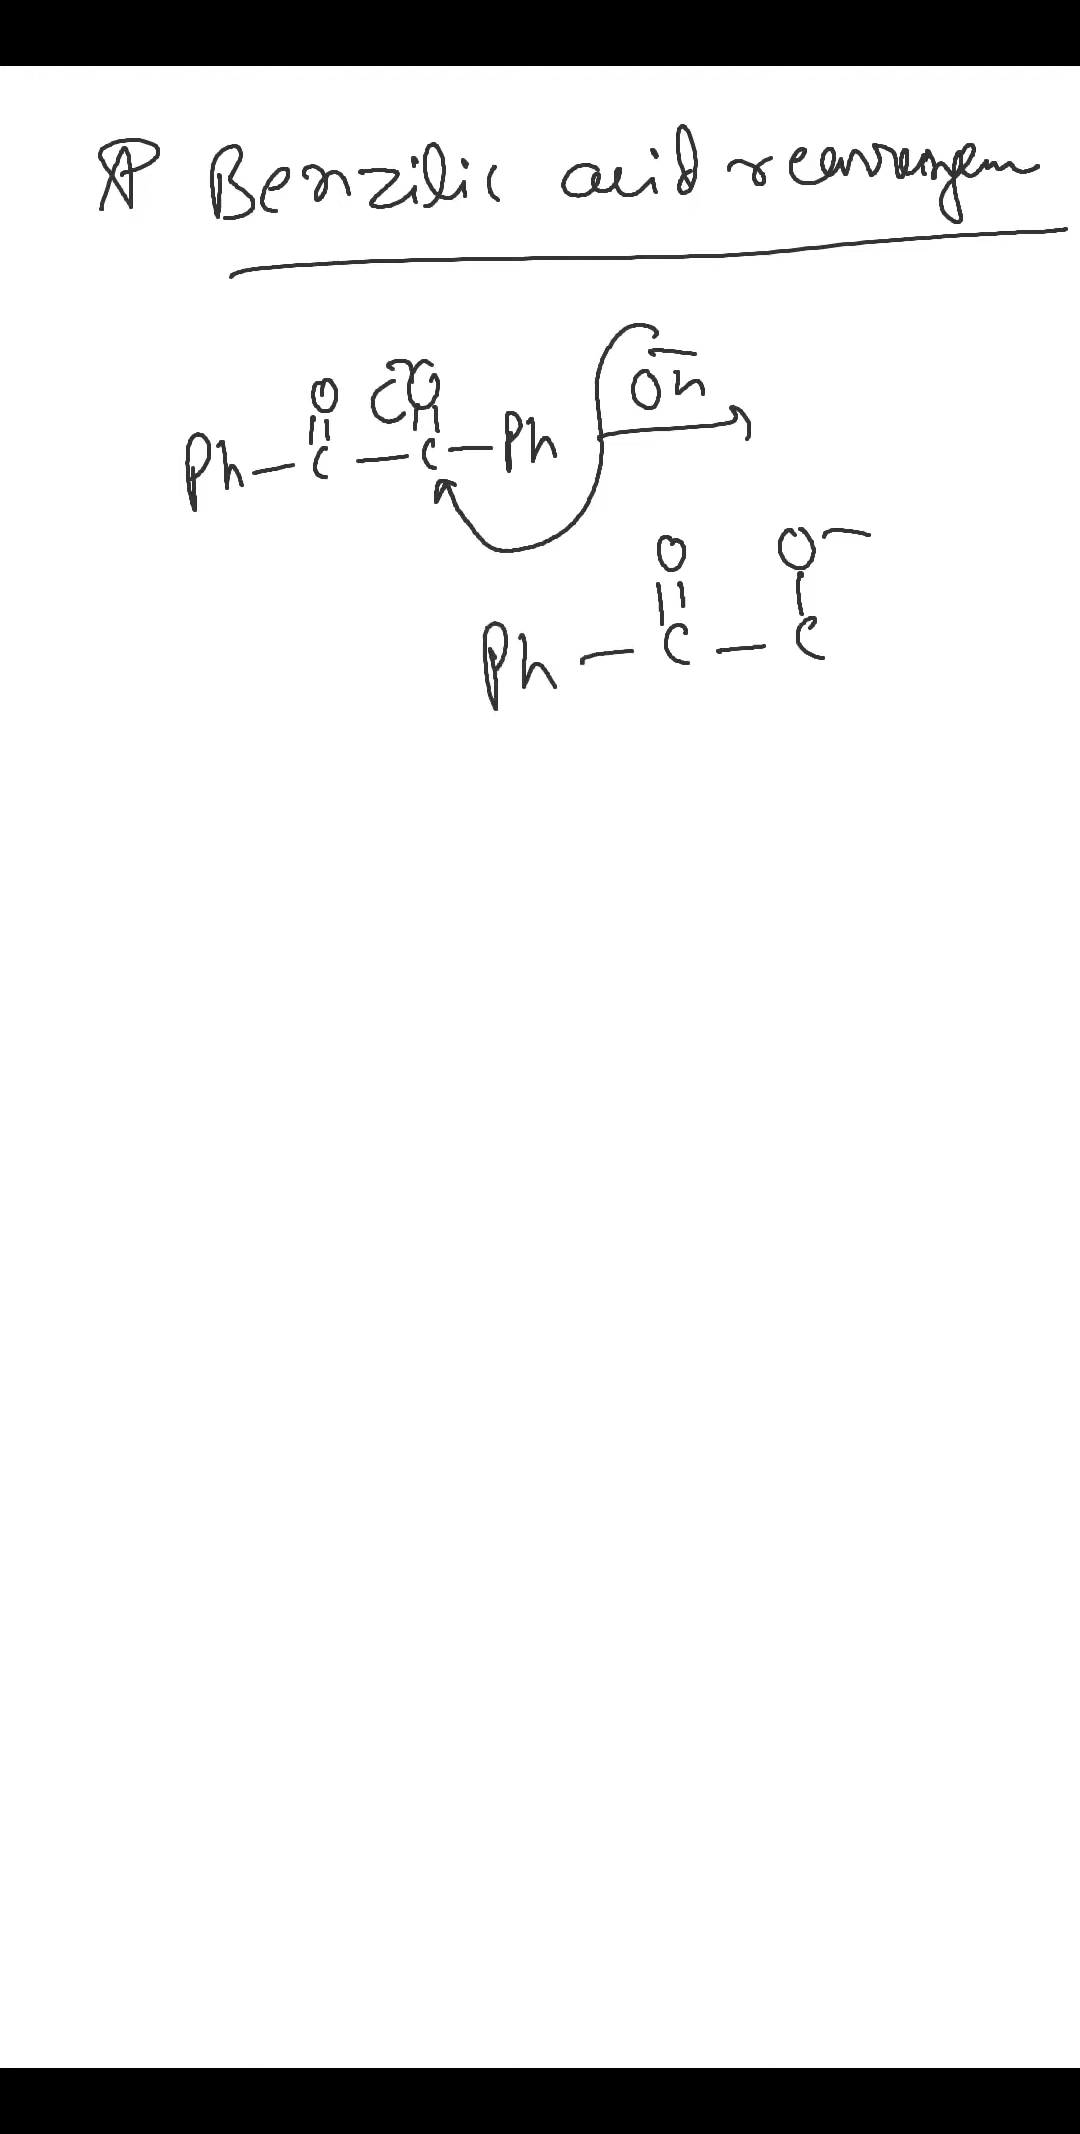 Benzilic acid rearrangem
O O
Ph-C-C-Ph OH⁻
O O⁻
Ph-C-C